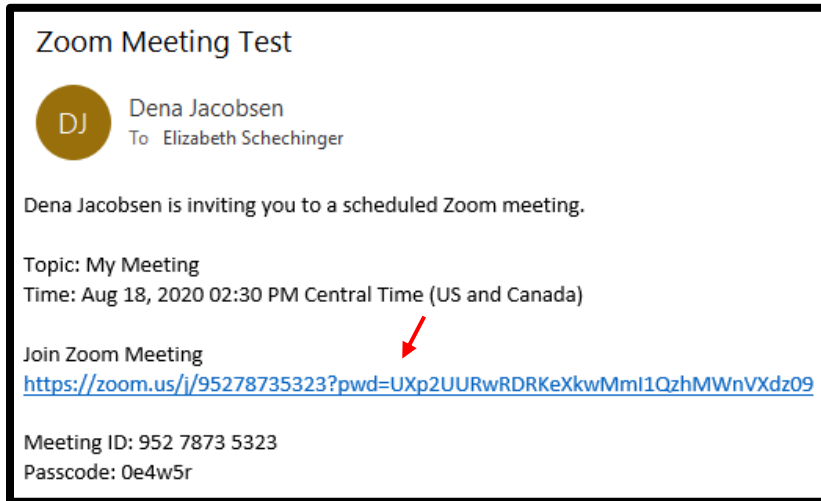 Zoom Meeting Test
DJ
Dena Jacobsen
To Elizabeth Schechinger
Dena Jacobsen is inviting you to a scheduled Zoom meeting.
Topic: My Meeting
Time: Aug 18, 2020 02:30 PM Central Time (US and Canada)
Join Zoom Meeting
https://zoom.us/j/95278735323?pwd=UXp2UURwRDRKeXkwMmI1QzhMWnVXdz09
Meeting ID: 952 7873 5323
Passcode: 0e4w5r